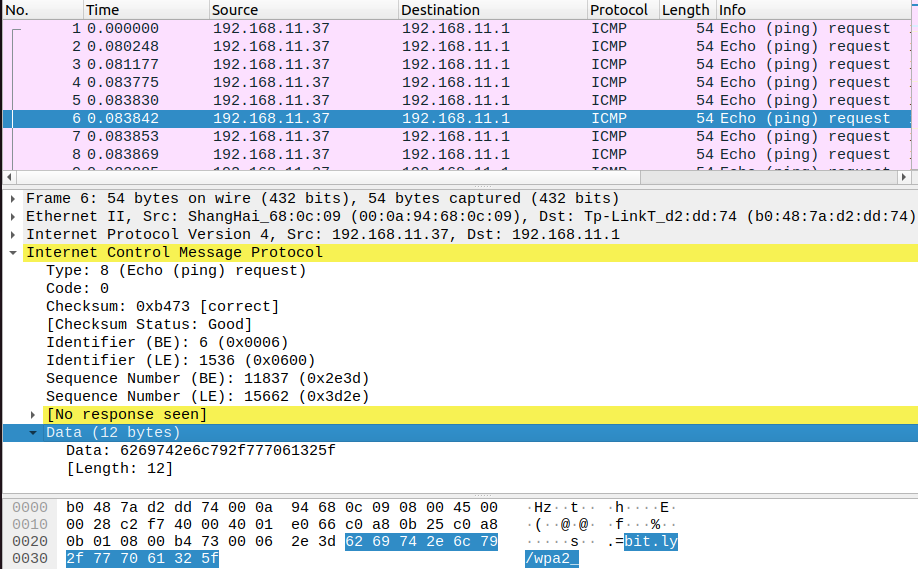 No. Time Source Destination Protocol Length Info
1 0.000000 192.168.11.37 192.168.11.1 ICMP 54 Echo (ping) request
2 0.080248 192.168.11.37 192.168.11.1 ICMP 54 Echo (ping) request
3 0.081177 192.168.11.37 192.168.11.1 ICMP 54 Echo (ping) request
4 0.083775 192.168.11.37 192.168.11.1 ICMP 54 Echo (ping) request
5 0.083830 192.168.11.37 192.168.11.1 ICMP 54 Echo (ping) request
6 0.083842 192.168.11.37 192.168.11.1 ICMP 54 Echo (ping) request
7 0.083853 192.168.11.37 192.168.11.1 ICMP 54 Echo (ping) request
8 0.083869 192.168.11.37 192.168.11.1 ICMP 54 Echo (ping) request
Frame 6: 54 bytes on wire (432 bits), 54 bytes captured (432 bits)
Ethernet II, Src: ShangHai_68:0c:09 (00:0a:94:68:0c:09), Dst: Tp-LinkT_d2:dd:74 (b0:48:7a:d2:dd:74)
Internet Protocol Version 4, Src: 192.168.11.37, Dst: 192.168.11.1
Internet Control Message Protocol
Type: 8 (Echo (ping) request)
Code: 0
Checksum: 0xb473 [correct]
[Checksum Status: Good]
Identifier (BE): 6 (0x0006)
Identifier (LE): 1536 (0x0600)
Sequence Number (BE): 11837 (0x2e3d)
Sequence Number (LE): 15662 (0x3d2e)
[No response seen]
Data (12 bytes)
Data: 6269742e6c792f777061325f
[Length: 12]
0000 b0 48 7a d2 dd 74 00 0a 94 68 0c 09 08 00 45 00 ·Hz··t·· ·h····E·
0010 00 28 c2 f7 40 00 40 01 e0 66 c0 a8 0b 25 c0 a8 ·(··@·@· ·f···%··
0020 0b 01 08 00 b4 73 00 06 2e 3d 62 69 74 2e 6c 79 ·····s·· .=bit.ly
0030 2f 77 70 61 32 5f /wpa2_